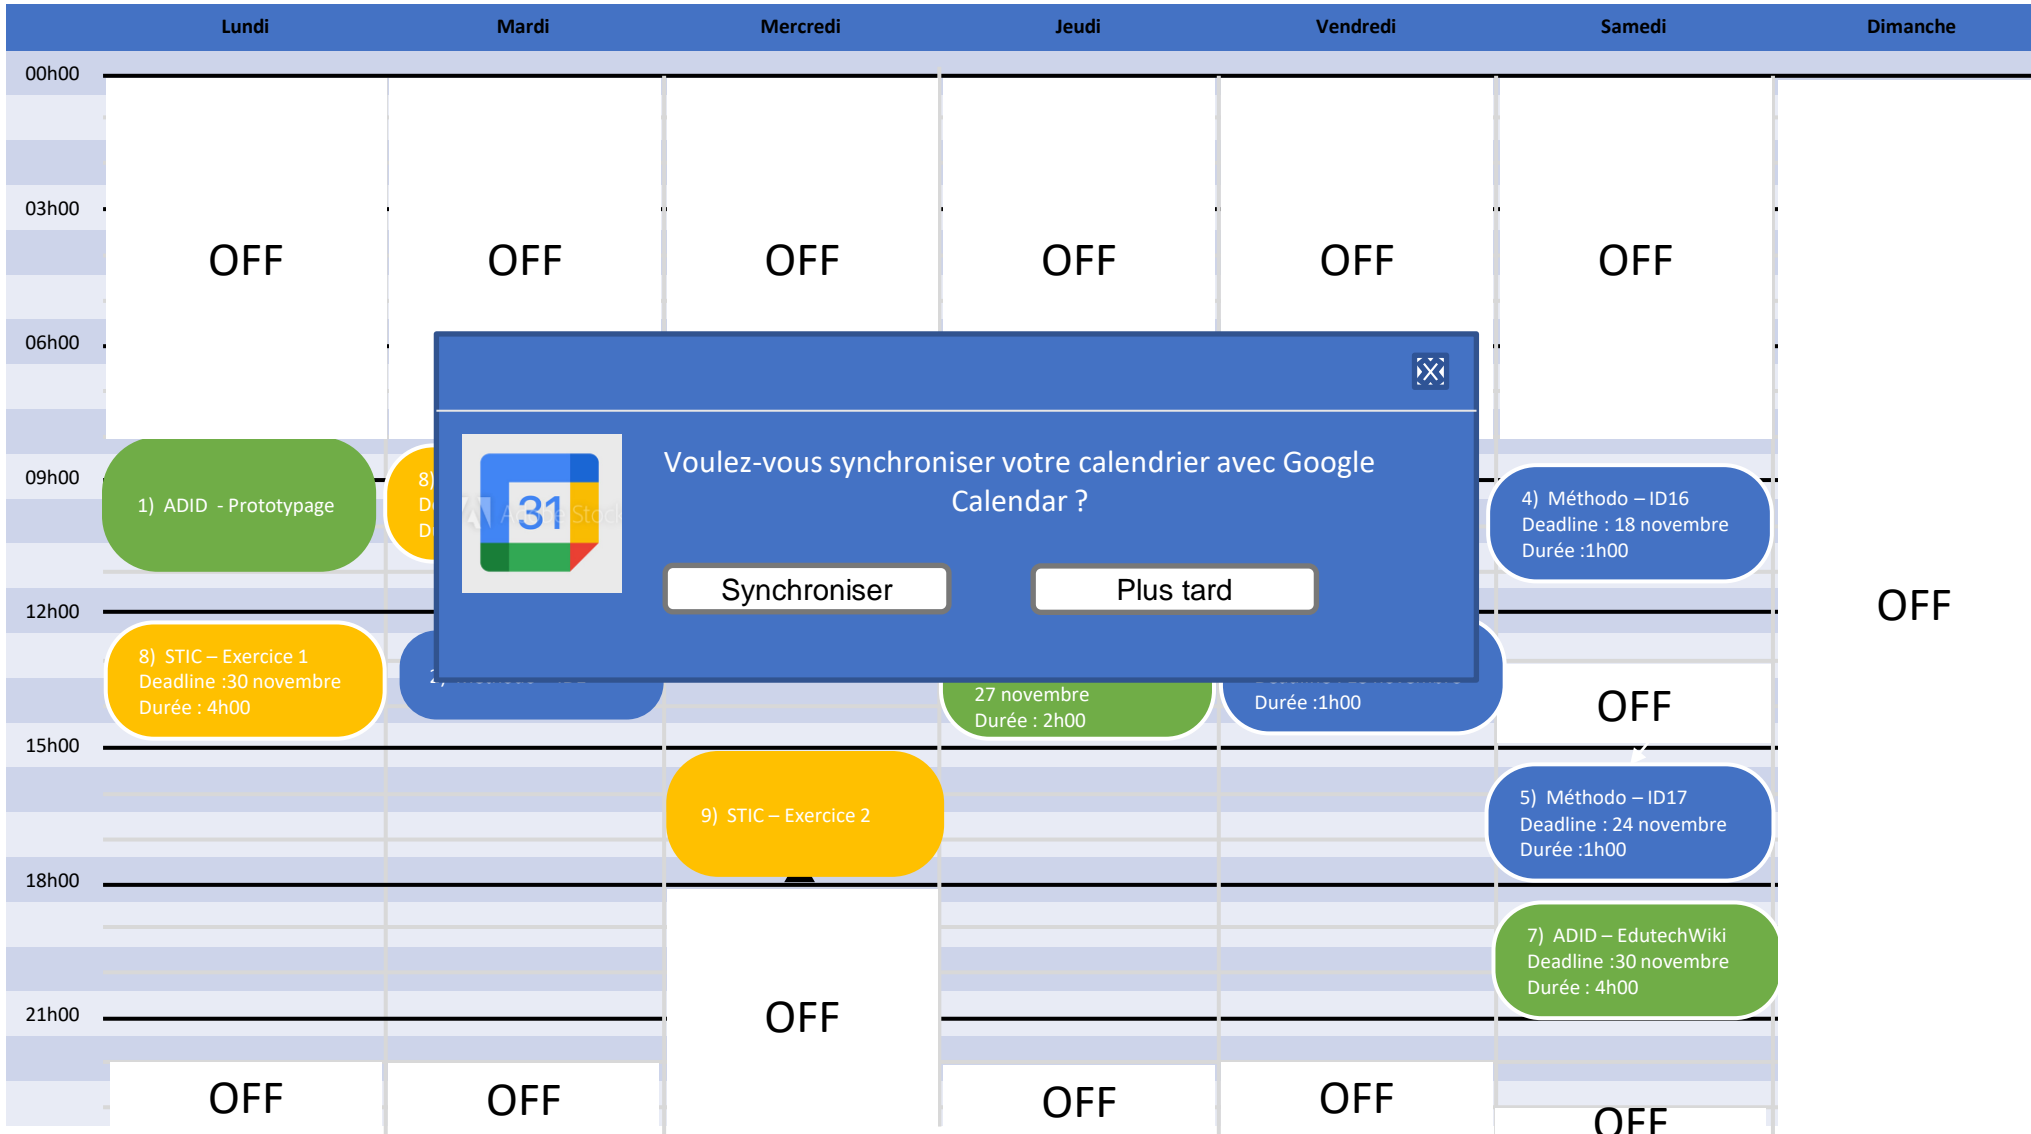 Lundi Mardi Mercredi Jeudi Vendredi Samedi Dimanche
00h00
03h00
OFF OFF OFF OFF OFF OFF
06h00
Voulez-vous synchroniser votre calendrier avec Google
Calendar ?
31
Synchroniser Plus tard
09h00
1) ADID - Prototypage
8)
4) Méthodo – ID16
Deadline : 18 novembre
Durée :1h00
12h00
OFF
8) STIC – Exercice 1
Deadline :30 novembre
Durée : 4h00
27 novembre
Durée : 2h00
Durée :1h00
OFF
15h00
9) STIC – Exercice 2
5) Méthodo – ID17
Deadline : 24 novembre
Durée :1h00
18h00
7) ADID – EdutechWiki
Deadline :30 novembre
Durée : 4h00
21h00
OFF
OFF OFF OFF OFF OFF